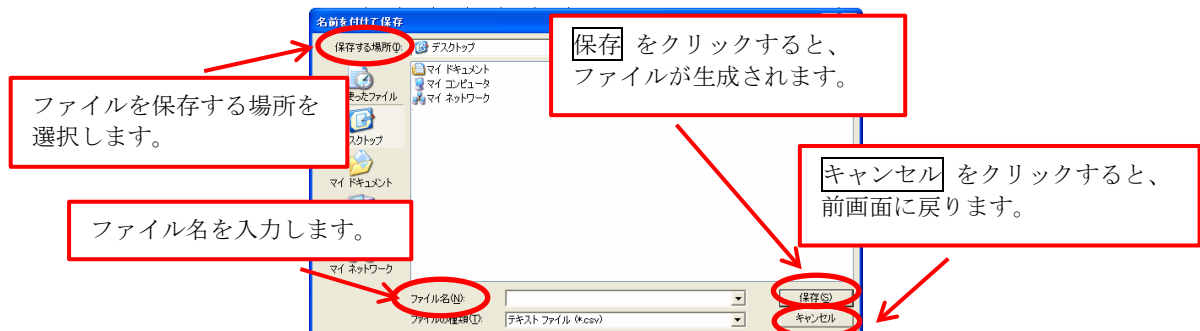 名前を付けて保存
保存する場所(I):
デスクトップ
マイ ドキュメント
マイ コンピュータ
マイ ネットワーク
保存 をクリックすると、
ファイルが生成されます。
ファイルを保存する場所を
選択します。
マイ ドキュメント
キャンセル をクリックすると、
前画面に戻ります。
ファイル名を入力します。
マイ ネットワーク
ファイル名(N):
保存(S)
ファイルの種類(T):
テキスト ファイル (*.csv)
キャンセル